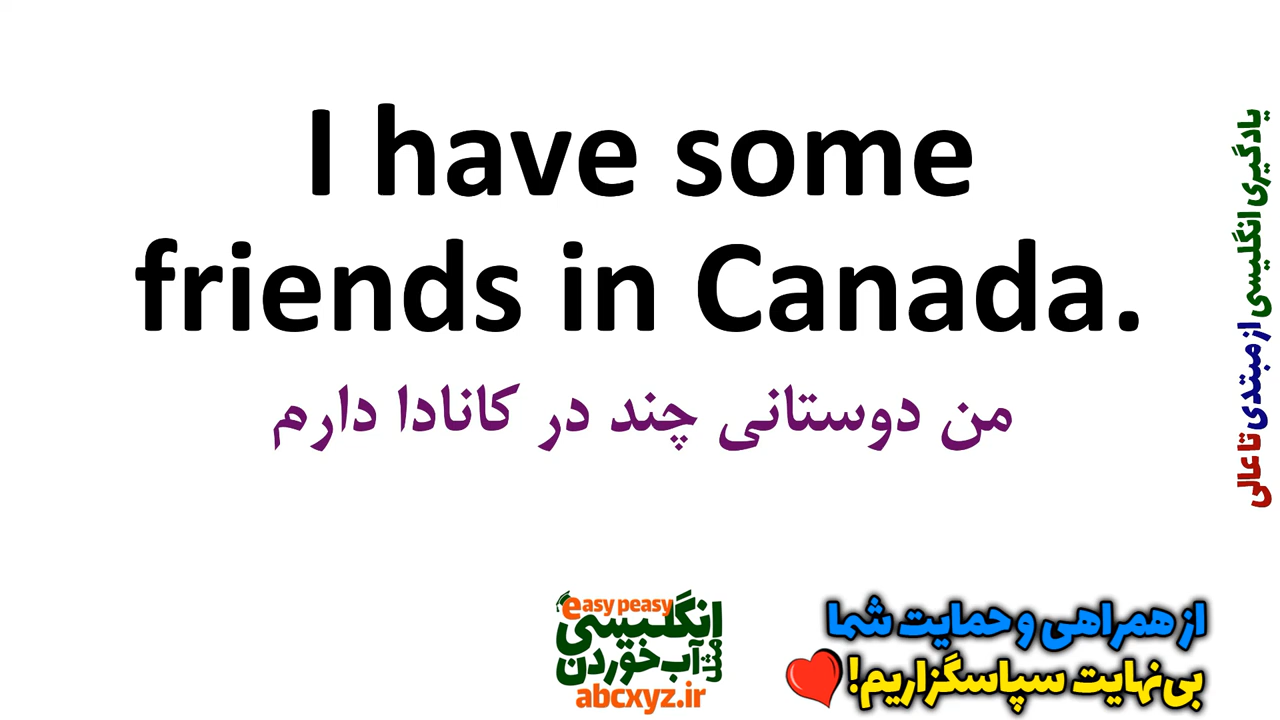 I have some
friends in Canada.
من دوستانی چند در کانادا دارم
یادگیری انگلیسی از مبتدی تا عالی
easy peasy
انگلیسی
مثل آب خوردن
abcxyz.ir
از همراهی و حمایت شما
بی‌نهایت سپاسگزاریم!